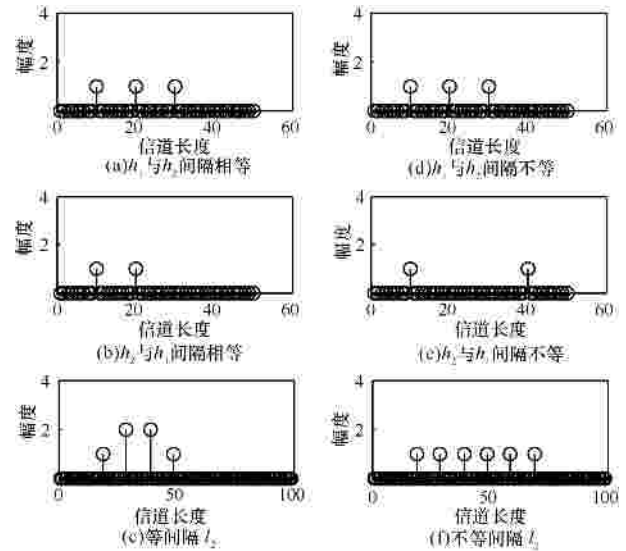 4
4
幅度
幅度
2
2
0 20 40 60
0 20 40 60
信道长度
信道长度
(a)h₁与h₂间隔相等
(d)h₁与h₂间隔不等
4
4
幅度
幅度
2
2
0 20 40 60
0 20 40 60
信道长度
信道长度
(b)h₂与h₁间隔相等
(e)h₂与h₁间隔不等
4
4
幅度
幅度
2
2
0 50 100
0 50 100
信道长度
信道长度
(c)等间隔 l₂
(f)不等间隔 l₂